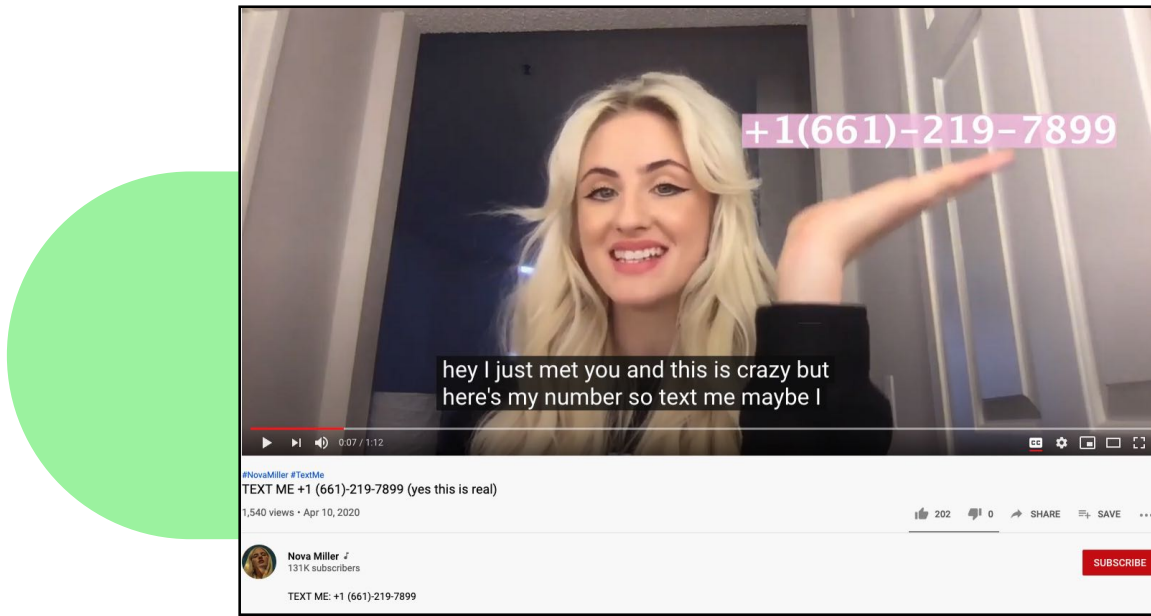 +1(661)-219-7899
hey I just met you and this is crazy but
here's my number so text me maybe I
0:07 / 1:12
CC
#NovaMiller #TextMe
TEXT ME +1 (661)-219-7899 (yes this is real)
1,540 views • Apr 10, 2020
202
0
SHARE
SAVE
Nova Miller
131K subscribers
SUBSCRIBE
TEXT ME: +1 (661)-219-7899